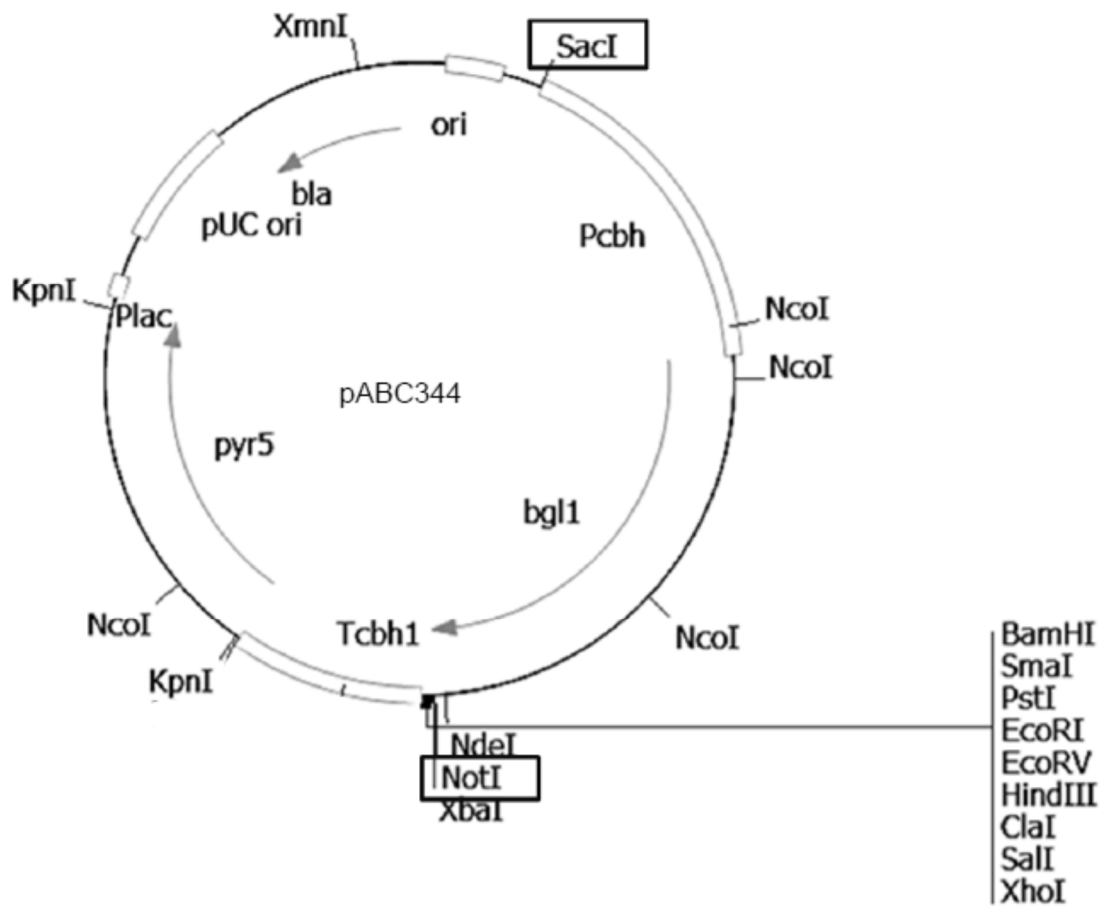 XmnI
SacI
ori
bla
pUC ori
Pcbh
KpnI
Plac
NcoI
NcoI
pABC344
pyr5
bgl1
NcoI
Tcbh1
NcoI
KpnI
NdeI
NotI
XbaI
BamHI
SmaI
PstI
EcoRI
EcoRV
HindIII
ClaI
SalI
XhoI